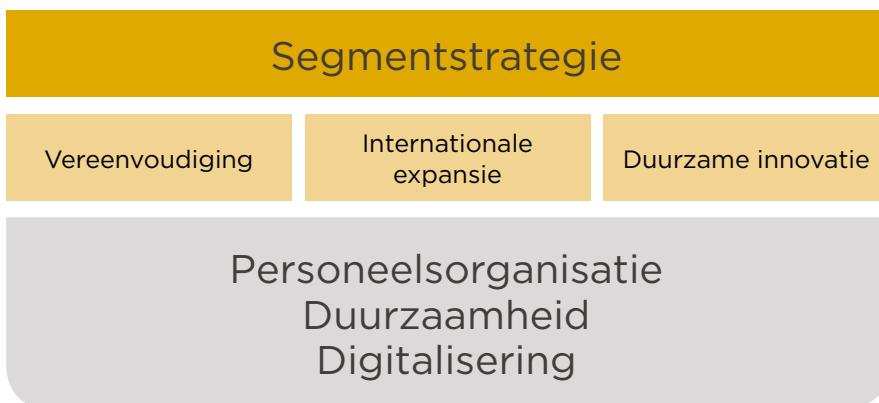 Segmentstrategie
Vereenvoudiging
Internationale
expansie
Duurzame innovatie
Personeelsorganisatie
Duurzaamheid
Digitalisering